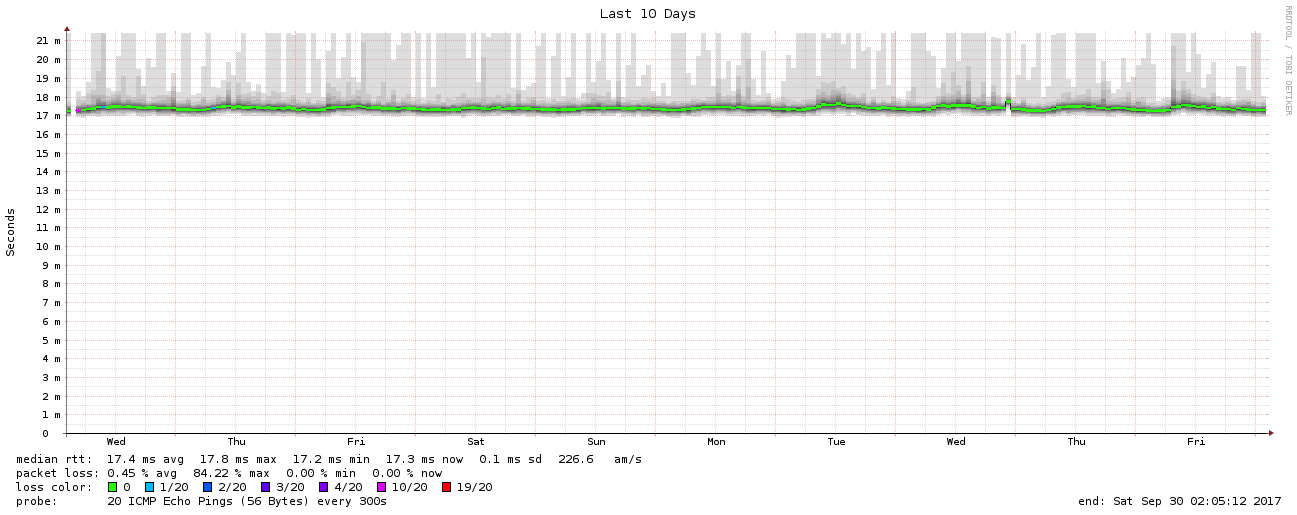 Last 10 Days
RRDTOOL / TOBI OETIKER
Seconds
21 m
20 m
19 m
18 m
17 m
16 m
15 m
14 m
13 m
12 m
11 m
10 m
9 m
8 m
7 m
6 m
5 m
4 m
3 m
2 m
1 m
0
Wed Thu Fri Sat Sun Mon Tue Wed Thu Fri
median rtt: 17.4 ms avg 17.8 ms max 17.2 ms min 17.3 ms now 0.1 ms sd 226.6 am/s
packet loss: 0.45 % avg 84.22 % max 0.00 % min 0.00 % now
loss color: 0 1/20 2/20 3/20 4/20 10/20 19/20
probe: 20 ICMP Echo Pings (56 Bytes) every 300s end: Sat Sep 30 02:05:12 2017